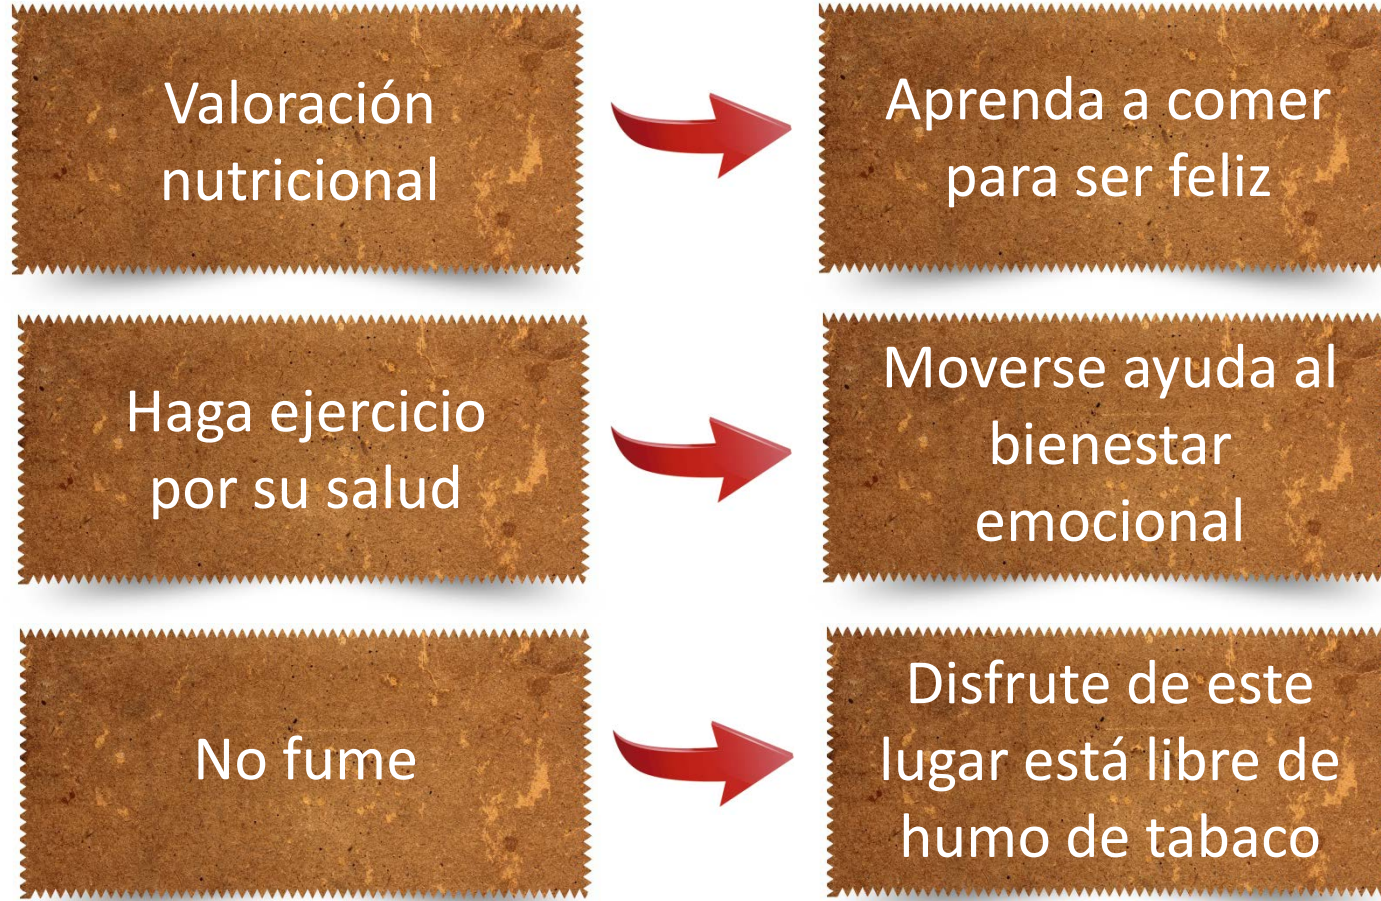 Valoración
nutricional
Aprenda a comer
para ser feliz
Haga ejercicio
por su salud
Moverse ayuda al
bienestar
emocional
No fume
Disfrute de este
lugar está libre de
humo de tabaco